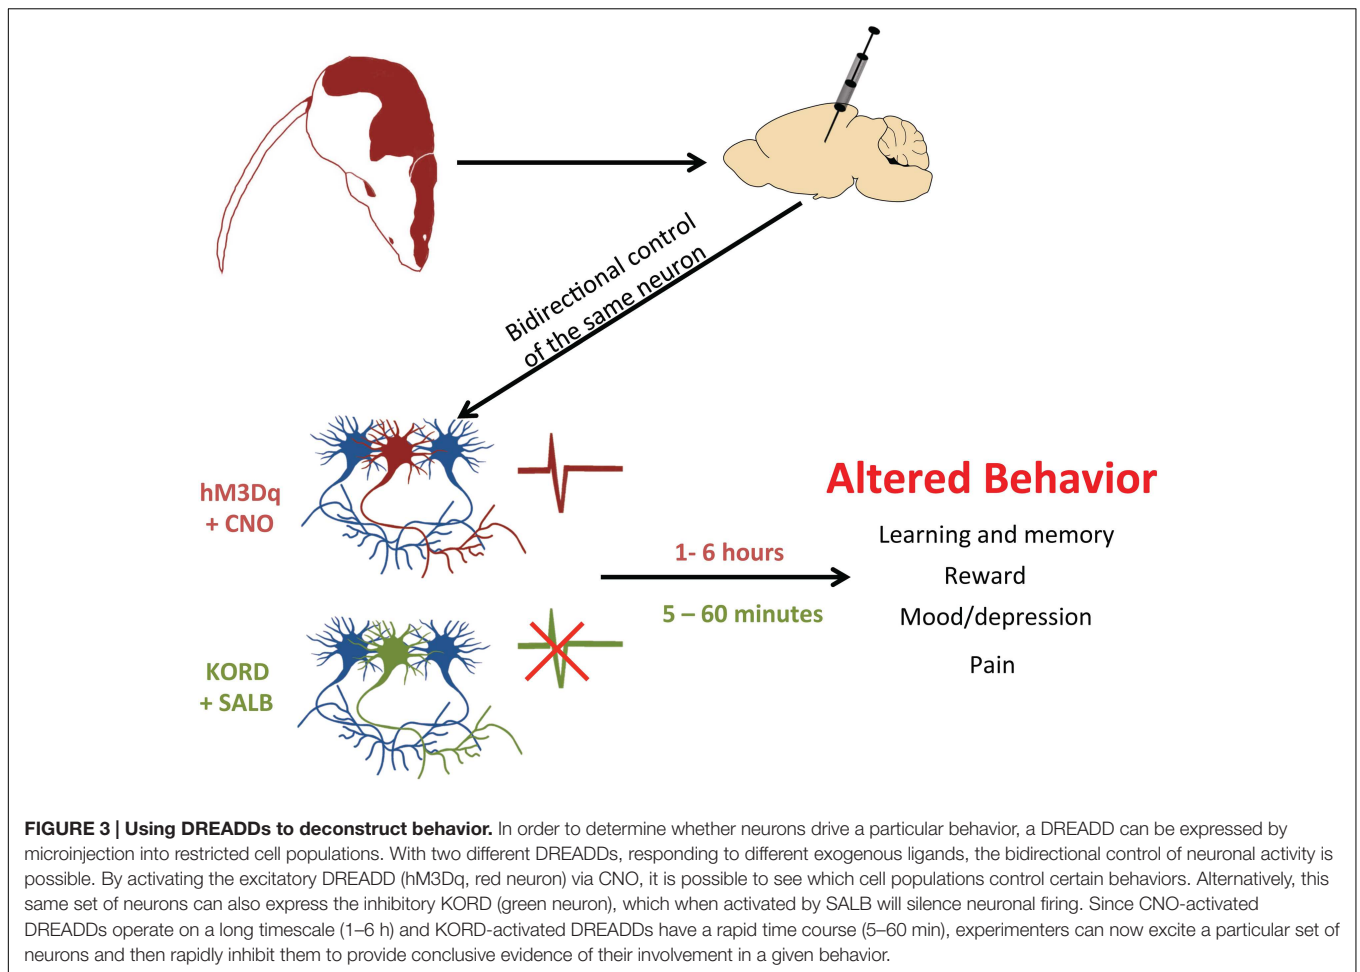 Bidirectional control
of the same neuron
hM3Dq
+ CNO
1- 6 hours
5 – 60 minutes
KORD
+ SALB
Altered Behavior
Learning and memory
Reward
Mood/depression
Pain
FIGURE 3 | Using DREADDs to deconstruct behavior. In order to determine whether neurons drive a particular behavior, a DREADD can be expressed by
microinjection into restricted cell populations. With two different DREADDs, responding to different exogenous ligands, the bidirectional control of neuronal activity is
possible. By activating the excitatory DREADD (hM3Dq, red neuron) via CNO, it is possible to see which cell populations control certain behaviors. Alternatively, this
same set of neurons can also express the inhibitory KORD (green neuron), which when activated by SALB will silence neuronal firing. Since CNO-activated
DREADDs operate on a long timescale (1–6 h) and KORD-activated DREADDs have a rapid time course (5–60 min), experimenters can now excite a particular set of
neurons and then rapidly inhibit them to provide conclusive evidence of their involvement in a given behavior.